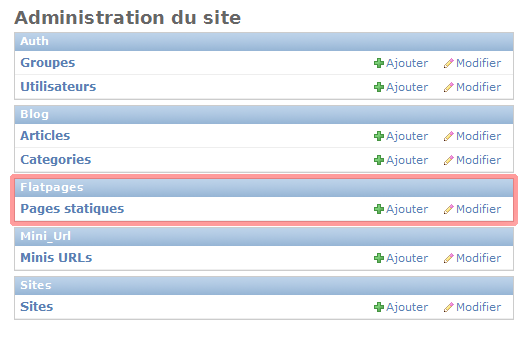 Administration du site
Auth
Groupes Ajouter Modifier
Utilisateurs Ajouter Modifier
Blog
Articles Ajouter Modifier
Categories Ajouter Modifier
Flatpages
Pages statiques Ajouter Modifier
Mini_Url
Minis URLs Ajouter Modifier
Sites
Sites Ajouter Modifier